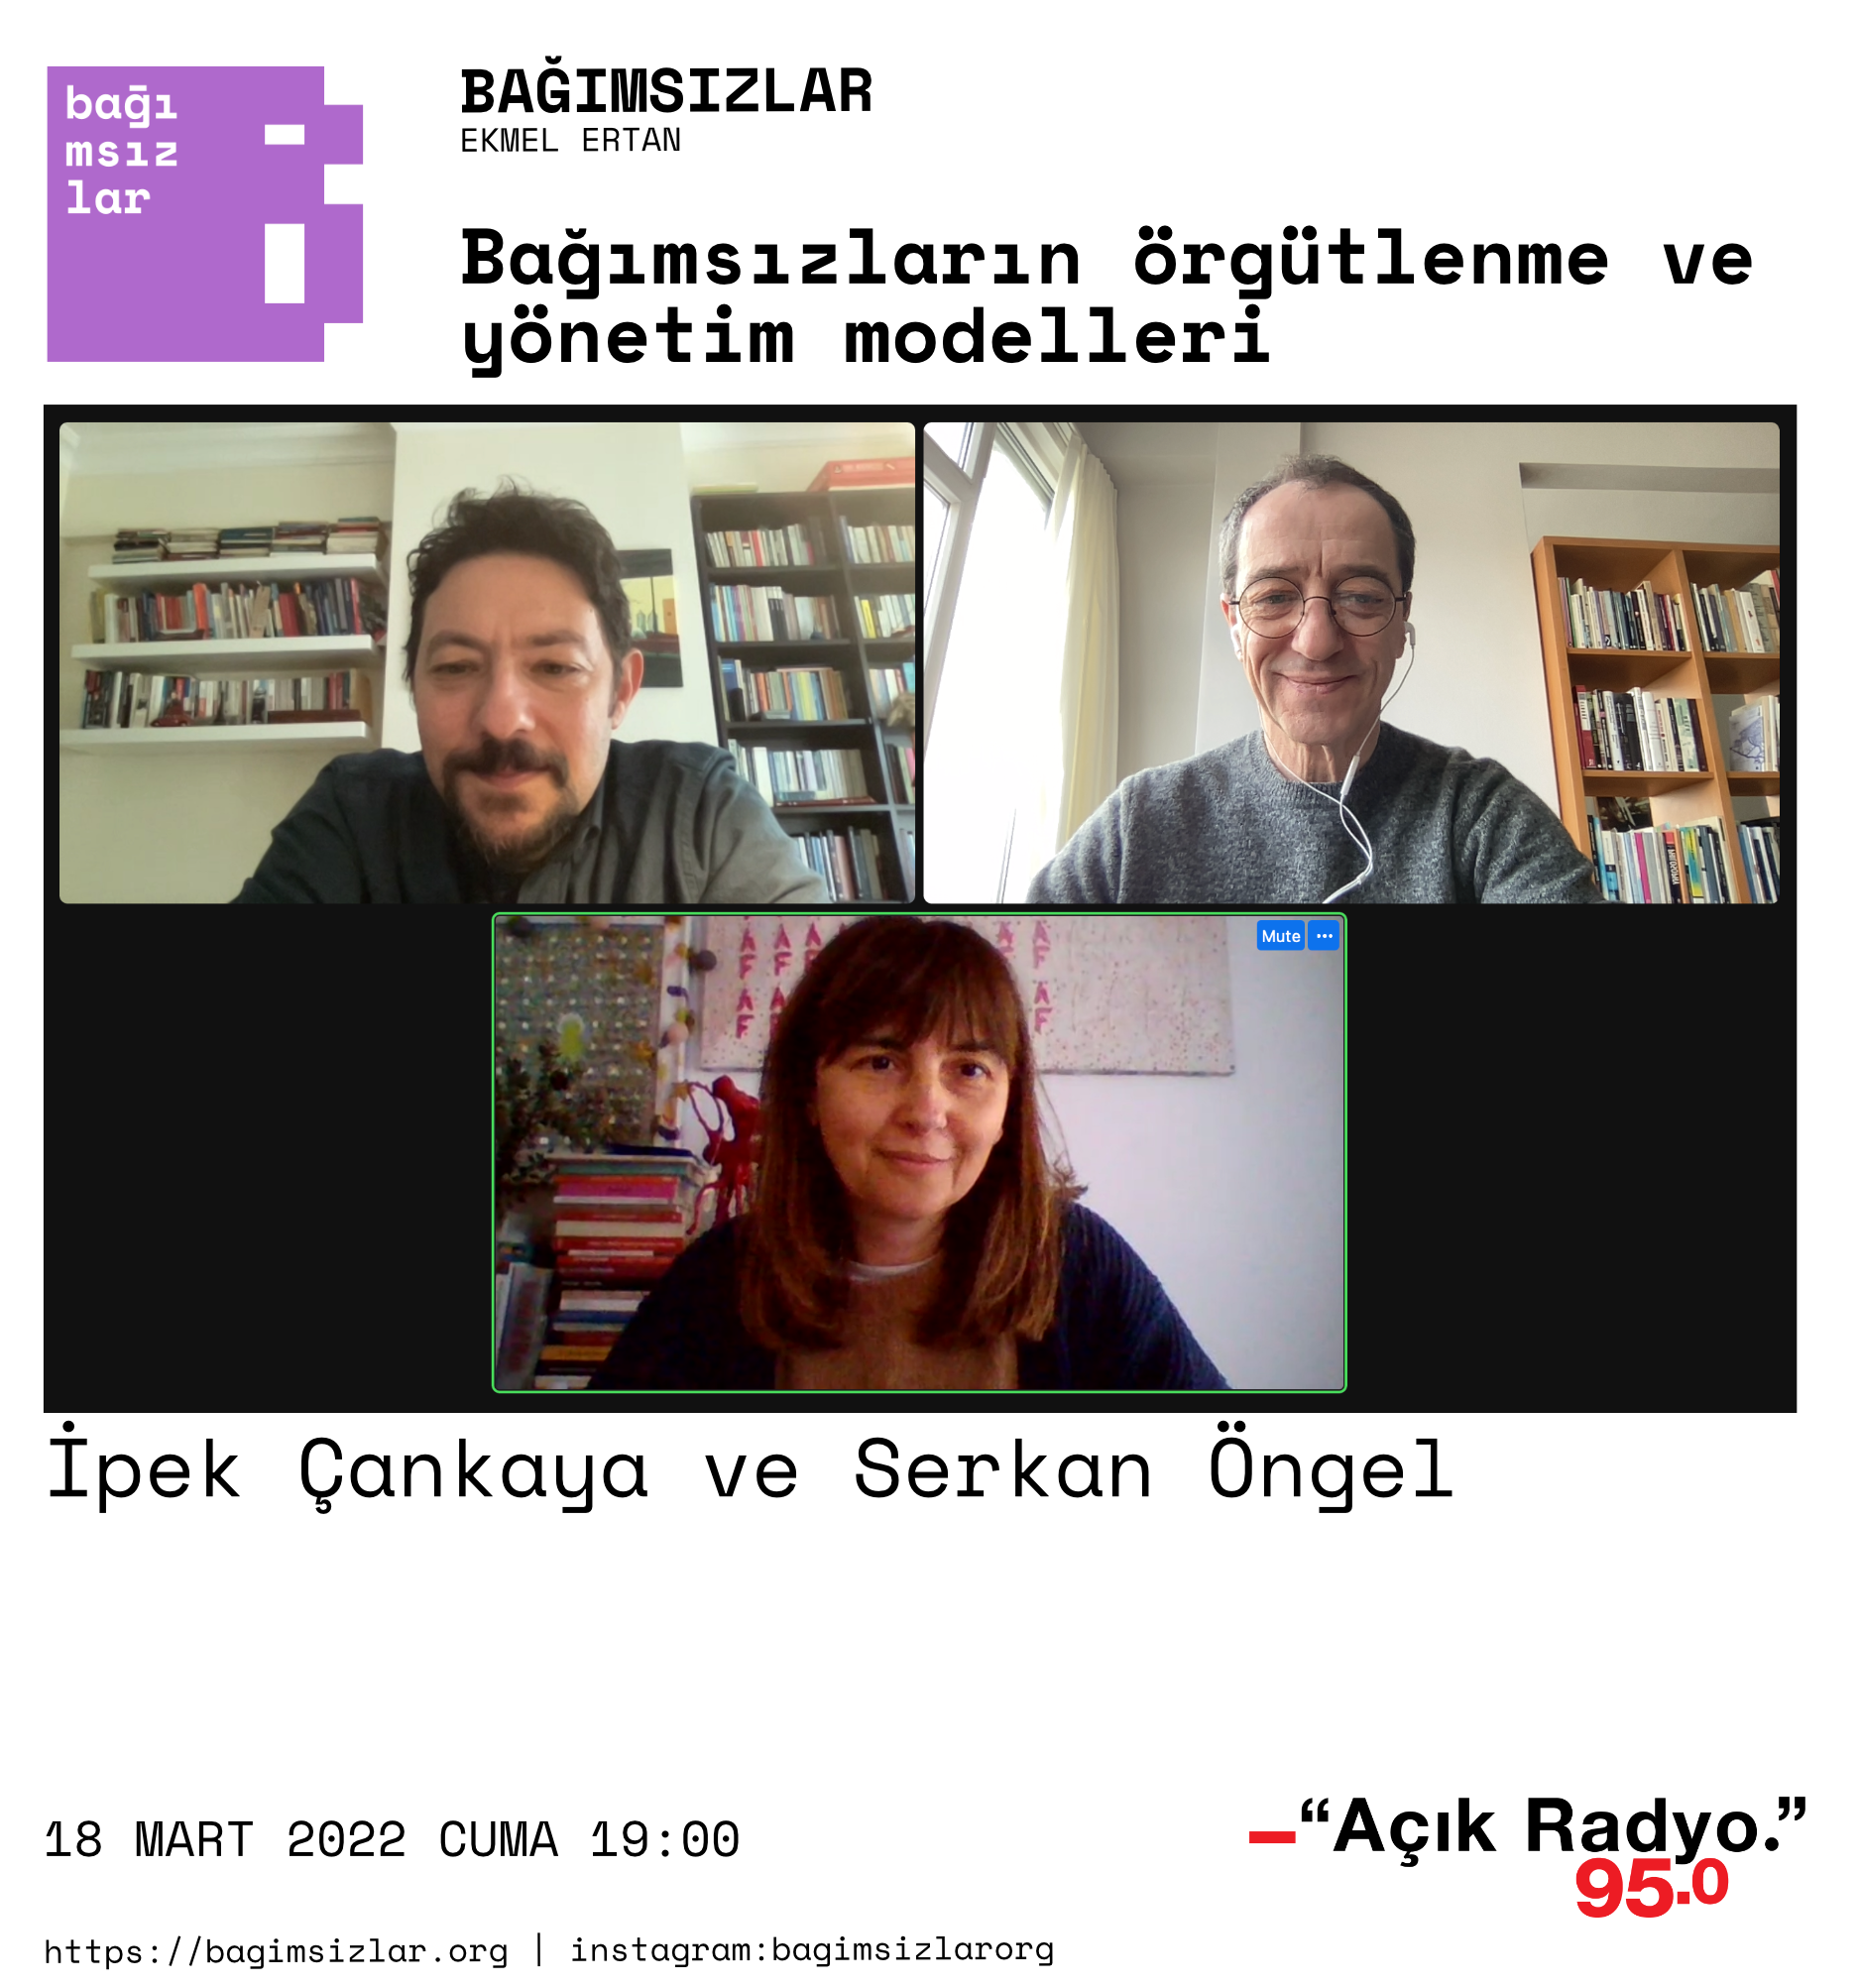 bağı
msız
lar
BAĞIMSIZLAR
EKMEL ERTAN
Bağımsızların örgütlenme ve
yönetim modelleri
Mute
A A A A A
F F F
A A A
F F F
İpek Çankaya ve Serkan Öngel
18 MART 2022 CUMA 19:00
“Açık Radyo.”
95.0
https://bagimsizlar.org | instagram:bagimsizlarorg